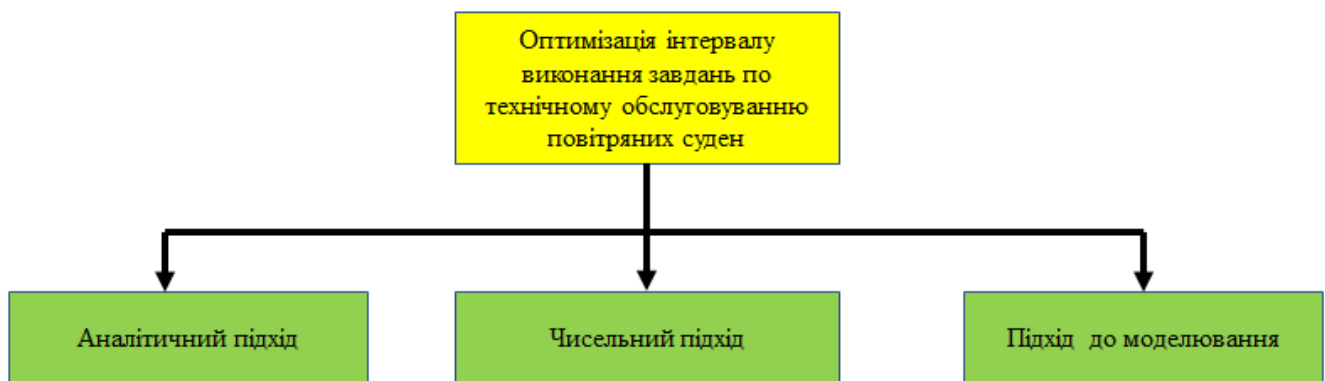 Оптимізація інтервалу
виконання завдань по
технічному обслуговуванню
повітряних суден
Аналітичний підхід
Чисельний підхід
Підхід до моделювання